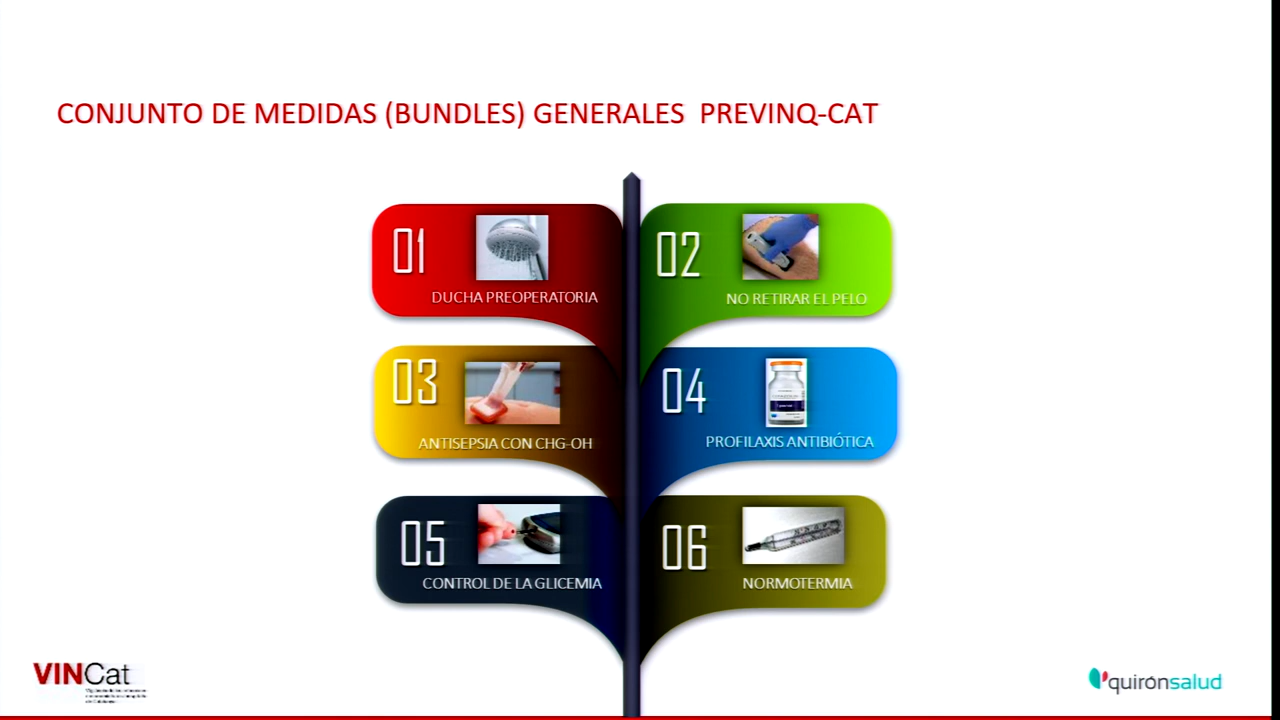 CONJUNTO DE MEDIDAS (BUNDLES) GENERALES PREVINQ-CAT
01
DUCHA PREOPERATORIA
02
NO RETIRAR EL PELO
03
ANTISEPSIA CON CHG-OH
04
PROFILAXIS ANTIBIÓTICA
05
CONTROL DE LA GLICEMIA
06
NORMOTERMIA
VINCat
quirónsalud